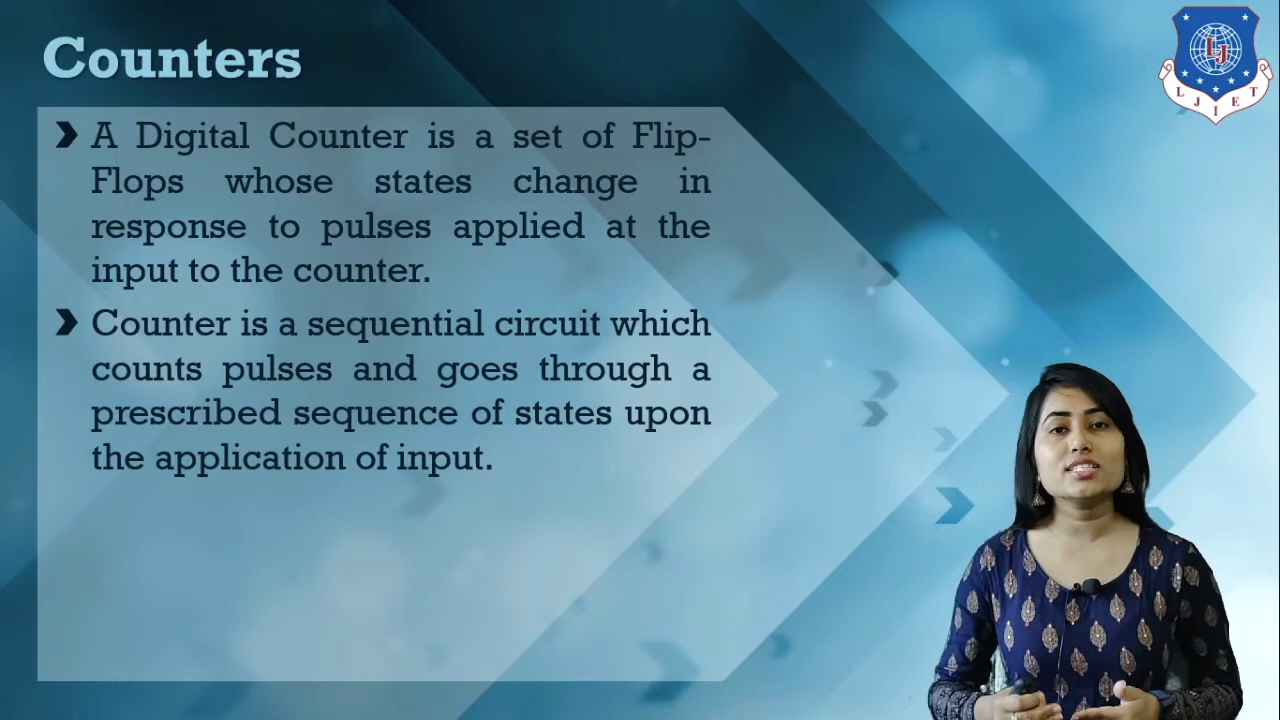 Counters
A Digital Counter is a set of Flip-
Flops whose states change in
response to pulses applied at the
input to the counter.
Counter is a sequential circuit which
counts pulses and goes through a
prescribed sequence of states upon
the application of input.
LJ
LJIET